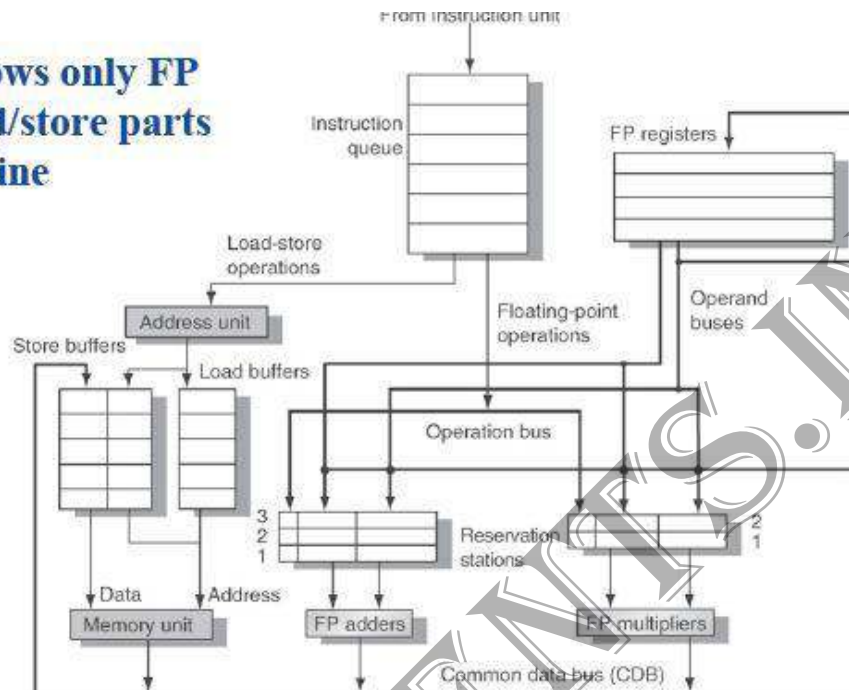 From instruction unit
ows only FP
/store parts
ine
Instruction
queue
FP registers
Load-store
operations
Address unit
Floating-point
operations
Operand
buses
Store buffers
Load buffers
Operation bus
3
2
1
Reservation
stations
2
1
Data
Address
Memory unit
FP adders
FP multipliers
Common data bus (CDB)